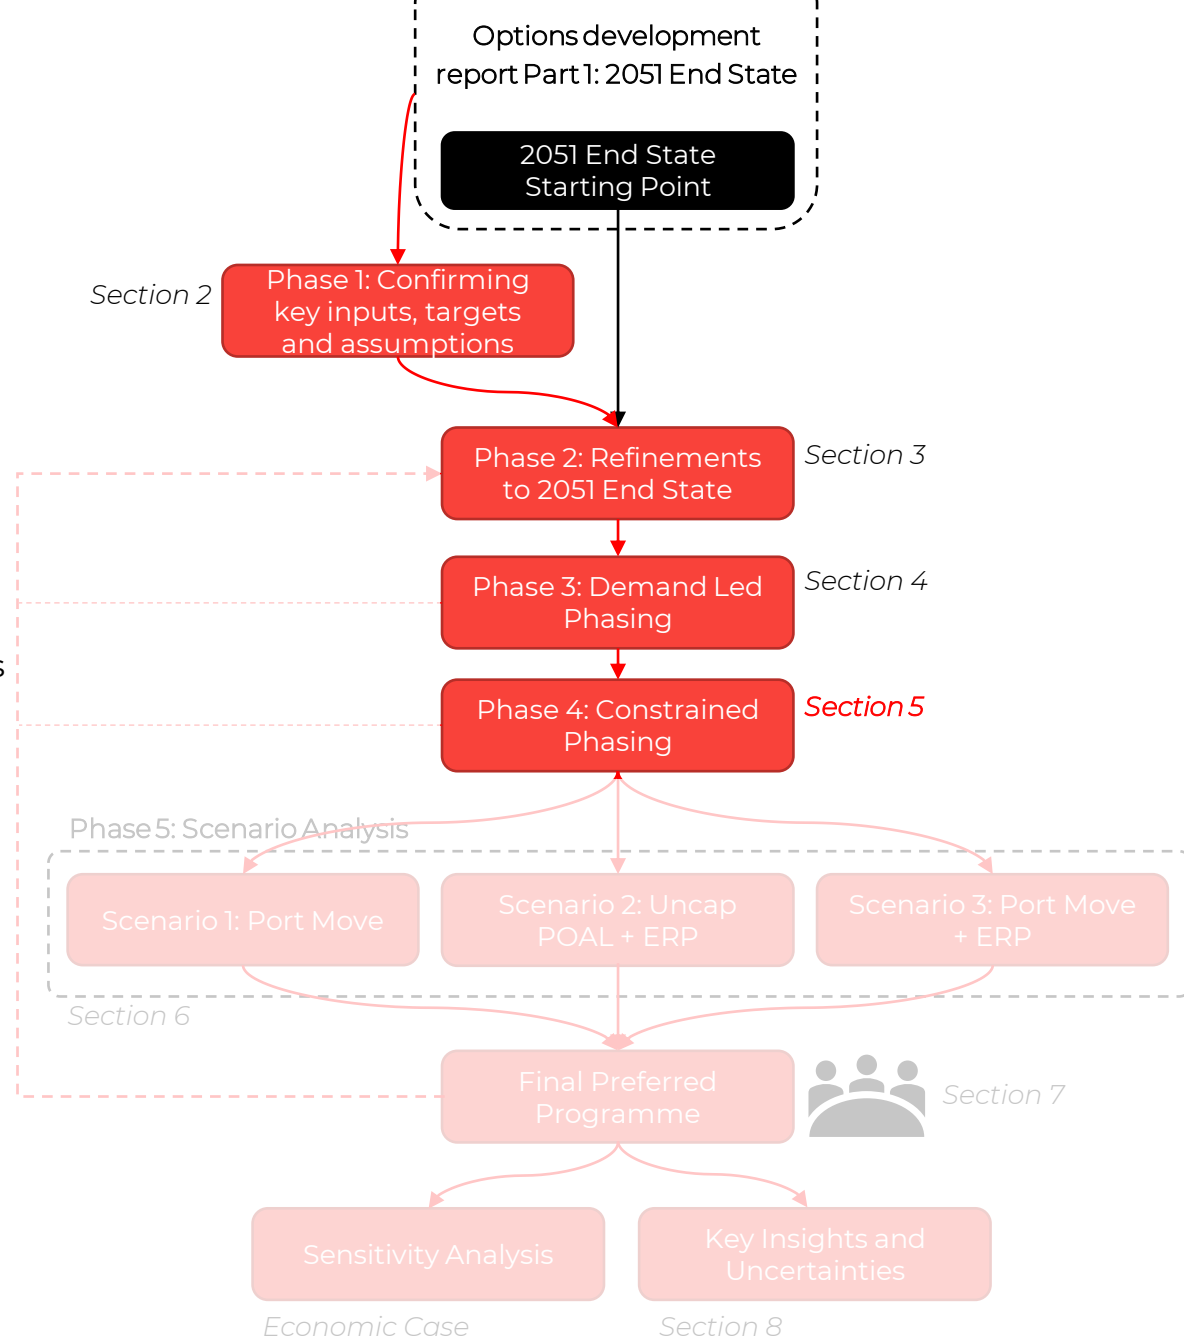 Options development
report Part 1: 2051 End State
2051 End State
Starting Point
Section 2
Phase 1: Confirming
key inputs, targets
and assumptions
Phase 2: Refinements
to 2051 End State
Section 3
Phase 3: Demand Led
Phasing
Section 4
s
Phase 4: Constrained
Phasing
Section 5
Phase 5: Scenario Analysis
Scenario 1: Port Move
Scenario 2: Uncap
POAL + ERP
Scenario 3: Port Move
+ ERP
Section 6
Final Preferred
Programme
Section 7
Sensitivity Analysis
Key Insights and
Uncertainties
Economic Case
Section 8